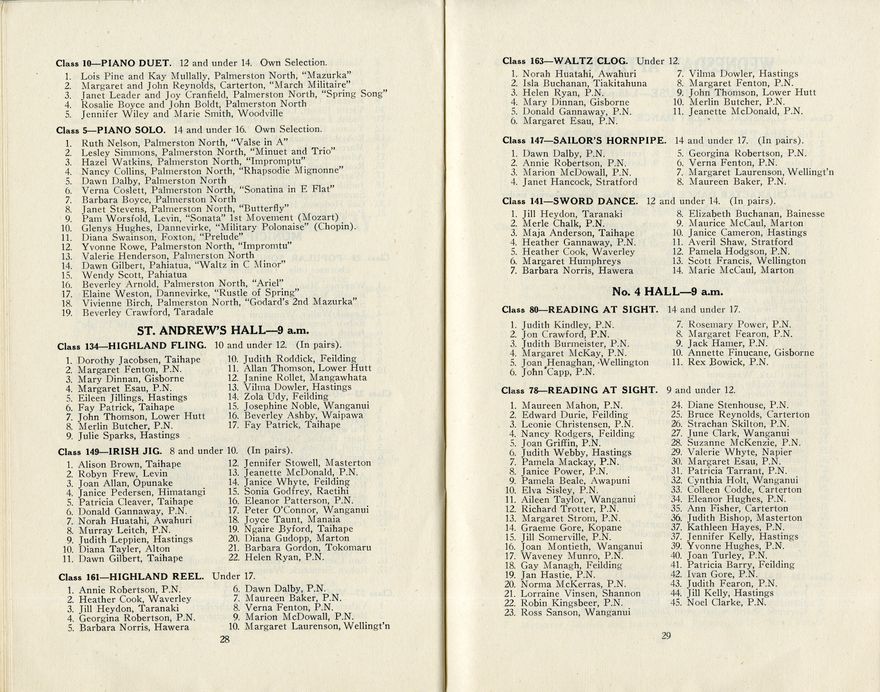 Class 10—PIANO DUET. 12 and under 14. Own Selection.
1. Lois Pine and Kay Mullally, Palmerston North, "Mazurka"
2. Margaret and John Reynolds, Carterton, "March Militaire"
3. Janet Leader and Joy Cranfield, Palmerston North, "Spring Song"
4. Rosalie Boyce and John Boldt, Palmerston North
5. Jennifer Wiley and Marie Smith, Woodville
Class 5—PIANO SOLO. 14 and under 16. Own Selection.
1. Ruth Nelson, Palmerston North, "Valse in A"
2. Lesley Simmons, Palmerston North, "Minuet and Trio"
3. Hazel Watkins, Palmerston North, "Impromptu"
4. Nancy Collins, Palmerston North, "Rhapsodie Mignonne"
5. Dawn Dalby, Palmerston North
6. Verna Coslett, Palmerston North, "Sonatina in E Flat"
7. Barbara Boyce, Palmerston North
8. Janet Stevens, Palmerston North, "Butterfly"
9. Pam Worsfold, Levin, "Sonata" 1st Movement (Mozart)
10. Glenys Hughes, Dannevirke, "Military Polonaise" (Chopin).
11. Diana Swainson, Foxton, "Prelude"
12. Yvonne Rowe, Palmerston North, "Impromtu"
13. Valerie Henderson, Palmerston North
14. Dawn Gilbert, Pahiatua, "Waltz in C Minor"
15. Wendy Scott, Pahiatua
16. Beverley Arnold, Palmerston North, "Ariel"
17. Elaine Weston, Dannevirke, "Rustle of Spring"
18. Vivienne Birch, Palmerston North, "Godard's 2nd Mazurka"
19. Beverley Crawford, Taradale
ST. ANDREW'S HALL—9 a.m.
Class 134—HIGHLAND FLING. 10 and under 12. (In pairs).
1. Dorothy Jacobsen, Taihape
2. Margaret Fenton, P.N.
3. Mary Dinnan, Gisborne
4. Margaret Esau, P.N.
5. Eileen Jillings, Hastings
6. Fay Patrick, Taihape
7. John Thomson, Lower Hutt
8. Merlin Butcher, P.N.
9. Julie Sparks, Hastings
10. Judith Roddick, Feilding
11. Allan Thomson, Lower Hutt
12. Janine Rollet, Mangawhata
13. Vilma Dowler, Hastings
14. Zola Udy, Feilding
15. Josephine Noble, Wanganui
16. Beverley Ashby, Waipawa
17. Fay Patrick, Taihape
Class 149—IRISH JIG. 8 and under 10. (In pairs).
1. Alison Brown, Taihape
2. Robyn Frew, Levin
3. Joan Allan, Opunake
4. Janice Pedersen, Himatangi
5. Patricia Cleaver, Taihape
6. Donald Gannaway, P.N.
7. Norah Huatahi, Awahuri
8. Murray Leitch, P.N.
9. Judith Leppien, Hastings
10. Diana Tayler, Alton
11. Dawn Gilbert, Taihape
12. Jennifer Stowell, Masterton
13. Jeanette McDonald, P.N.
14. Janice Whyte, Feilding
15. Sonia Godfrey, Raetihi
16. Eleanor Patterson, P.N.
17. Peter O'Connor, Wanganui
18. Joyce Taunt, Manaia
19. Ngaire Byford, Taihape
20. Diana Gudopp, Marton
21. Barbara Gordon, Tokomaru
22. Helen Ryan, P.N.
Class 161—HIGHLAND REEL. Under 17.
1. Annie Robertson, P.N.
2. Heather Cook, Waverley
3. Jill Heydon, Taranaki
4. Georgina Robertson, P.N.
5. Barbara Norris, Hawera
6. Dawn Dalby, P.N.
7. Maureen Baker, P.N.
8. Verna Fenton, P.N.
9. Marion McDowall, P.N.
10. Margaret Laurenson, Wellingt'n
28
Class 163—WALTZ CLOG. Under 12.
1. Norah Huatahi, Awahuri
2. Isla Buchanan, Tiakitahuna
3. Helen Ryan, P.N.
4. Mary Dinnan, Gisborne
5. Donald Gannaway, P.N.
6. Margaret Esau, P.N.
7. Vilma Dowler, Hastings
8. Margaret Fenton, P.N.
9. John Thomson, Lower Hutt
10. Merlin Butcher, P.N.
11. Jeanette McDonald, P.N.
Class 147—SAILOR'S HORNPIPE. 14 and under 17. (In pairs).
1. Dawn Dalby, P.N.
2. Annie Robertson, P.N.
3. Marion McDowall, P.N.
4. Janet Hancock, Stratford
5. Georgina Robertson, P.N.
6. Verna Fenton, P.N.
7. Margaret Laurenson, Wellingt'n
8. Maureen Baker, P.N.
Class 141—SWORD DANCE. 12 and under 14. (In pairs).
1. Jill Heydon, Taranaki
2. Merle Chalk, P.N.
3. Maja Anderson, Taihape
4. Heather Gannaway, P.N.
5. Heather Cook, Waverley
6. Margaret Humphreys
7. Barbara Norris, Hawera
8. Elizabeth Buchanan, Bainesse
9. Maurice McCaul, Marton
10. Janice Cameron, Hastings
11. Averil Shaw, Stratford
12. Pamela Hodgson, P.N.
13. Scott Francis, Wellington
14. Marie McCaul, Marton
No. 4 HALL—9 a.m.
Class 80—READING AT SIGHT. 14 and under 17.
1. Judith Kindley, P.N.
2. Jon Crawford, P.N.
3. Judith Burmeister, P.N.
4. Margaret McKay, P.N.
5. Joan Henaghan, Wellington
6. John Capp, P.N.
7. Rosemary Power, P.N.
8. Margaret Fearon, P.N.
9. Jack Hamer, P.N.
10. Annette Finucane, Gisborne
11. Rex Bowick, P.N.
Class 78—READING AT SIGHT. 9 and under 12.
1. Maureen Mahon, P.N.
2. Edward Durie, Feilding
3. Leonie Christensen, P.N.
4. Nancy Rodgers, Feilding
5. Joan Griffin, P.N.
6. Judith Webby, Hastings
7. Pamela Mackay, P.N.
8. Janice Power, P.N.
9. Pamela Beale, Awapuni
10. Elva Sisley, P.N.
11. Aileen Taylor, Wanganui
12. Richard Trotter, P.N.
13. Margaret Strom, P.N.
14. Graeme Gore, Kopane
15. Jill Somerville, P.N.
16. Joan Montieth, Wanganui
17. Waveney Munro, P.N.
18. Gay Managh, Feilding
19. Jan Hastie, P.N.
20. Norma McKerras, P.N.
21. Lorraine Vinsen, Shannon
22. Robin Kingsbeer, P.N.
23. Ross Sanson, Wanganui
24. Diane Stenhouse, P.N.
25. Bruce Reynolds, Carterton
26. Strachan Skilton, P.N.
27. June Clark, Wanganui
28. Suzanne McKenzie, P.N.
29. Valerie Whyte, Napier
30. Margaret Esau, P.N.
31. Patricia Tarrant, P.N.
32. Cynthia Holt, Wanganui
33. Colleen Codde, Carterton
34. Eleanor Hughes, P.N.
35. Ann Fisher, Carterton
36. Judith Bishop, Masterton
37. Kathleen Hayes, P.N.
37. Jennifer Kelly, Hastings
39. Yvonne Hughes, P.N.
40. Joan Turley, P.N.
41. Patricia Barry, Feilding
42. Ivan Gore, P.N.
43. Judith Fearon, P.N.
44. Jill Kelly, Hastings
45. Noel Clarke, P.N.
29